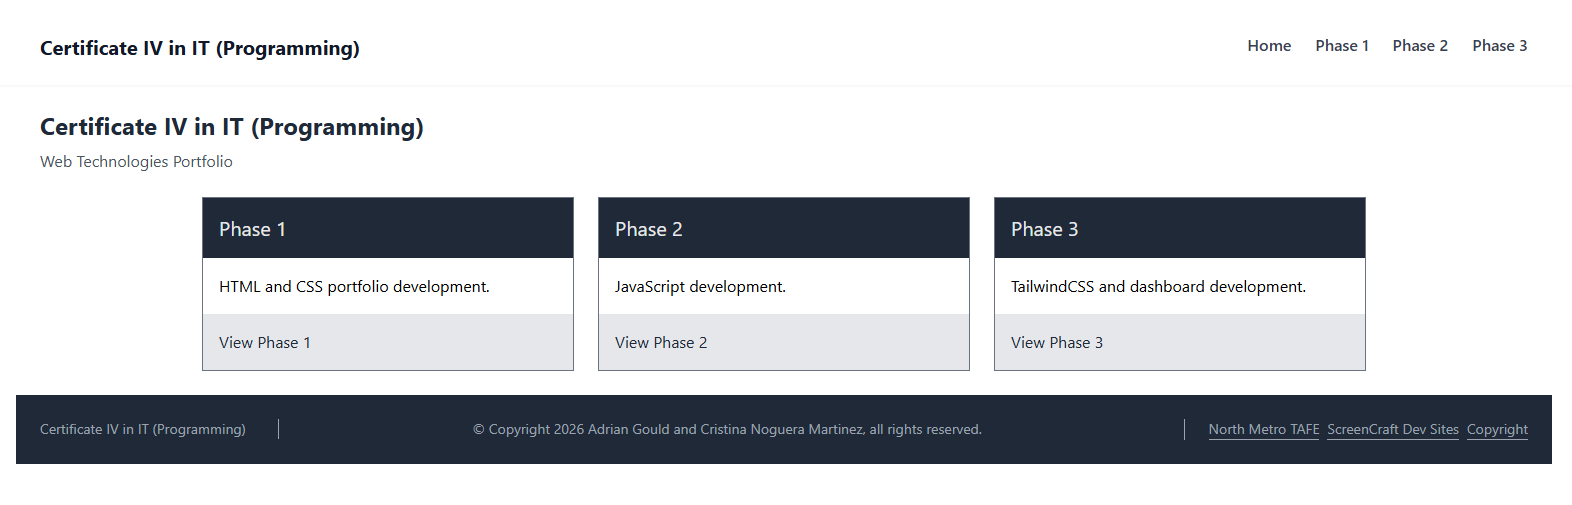 Certificate IV in IT (Programming)
Home Phase 1 Phase 2 Phase 3
Certificate IV in IT (Programming)
Web Technologies Portfolio
Phase 1
HTML and CSS portfolio development.
View Phase 1
Phase 2
JavaScript development.
View Phase 2
Phase 3
TailwindCSS and dashboard development.
View Phase 3
Certificate IV in IT (Programming)
© Copyright 2026 Adrian Gould and Cristina Noguera Martinez, all rights reserved.
North Metro TAFE ScreenCraft Dev Sites Copyright